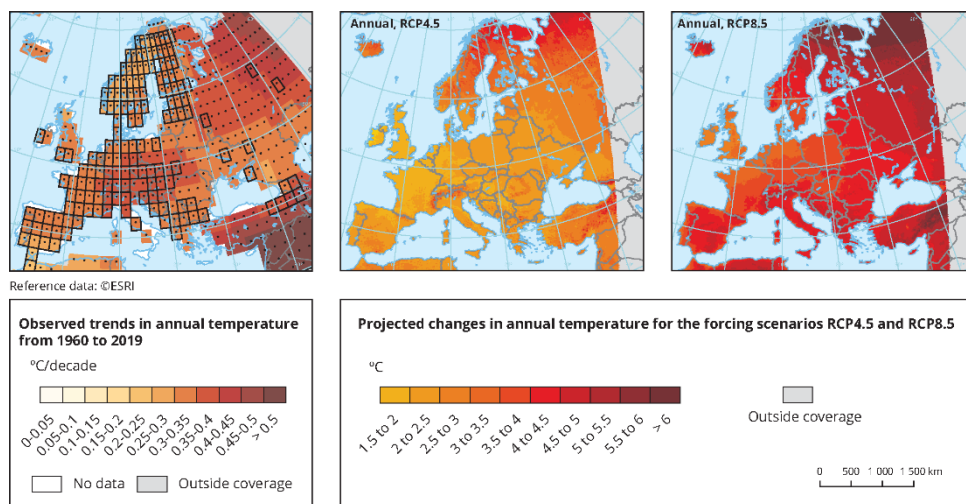 Annual, RCP4.5
Annual, RCP8.5
Reference data: ©ESRI
Observed trends in annual temperature
from 1960 to 2019
ºC/decade
0-0.05
0.05-0.1
0.1-0.15
0.15-0.2
0.2-0.25
0.25-0.3
0.3-0.35
0.35-0.4
0.4-0.45
0.45-0.5
> 0.5
No data
Outside coverage
Projected changes in annual temperature for the forcing scenarios RCP4.5 and RCP8.5
ºC
1.5 to 2
2 to 2.5
2.5 to 3
3 to 3.5
3.5 to 4
4 to 4.5
4.5 to 5
5 to 5.5
5.5 to 6
> 6
Outside coverage
0 500 1 000 1 500 km